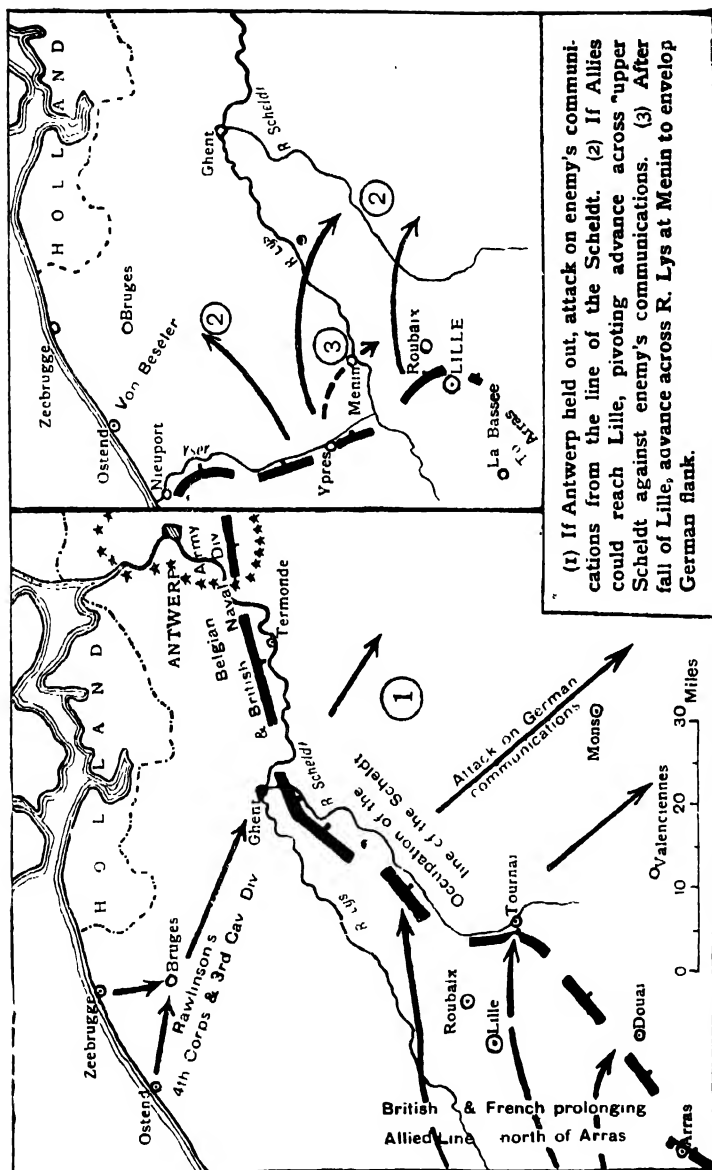 HOLLAND
Zeebrugge
Ostend
Bruges
Rawlinson's
4th Corps & 3rd Cav Div
ANTWERP
Belgian Army
& British Naval Div
Termonde
Ghent
R Scheldt
R Lys
Occupation of the
line of the Scheldt
1
Attack on German
communications
Roubaix
Lille
Tournai
Mons
Valenciennes
Douai
Arras
British & French prolonging
Allied Line north of Arras
0 10 20 30 Miles
HOLLAND
Zeebrugge
Ostend
Von Beseler
Bruges
Nieuport
Yser
Ghent
R Scheldt
R Lys
2
2
3
Ypres
Menin
Roubaix
LILLE
La Bassee
To Arras
(1) If Antwerp held out, attack on enemy's communi-
cations from the line of the Scheldt. (2) If Allies
could reach Lille, pivoting advance across "upper
Scheldt against enemy's communications. (3) After
fall of Lille, advance across R. Lys at Menin to envelop
German flank.